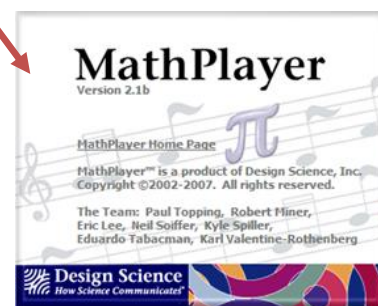 MathPlayer
Version 2.1b
MathPlayer Home Page
π
MathPlayer™ is a product of Design Science, Inc.
Copyright ©2002-2007. All rights reserved.
The Team: Paul Topping, Robert Miner,
Eric Lee, Neil Soiffer, Kyle Spiller,
Eduardo Tabacman, Karl Valentine-Rothenberg
Design Science
How Science Communicates™